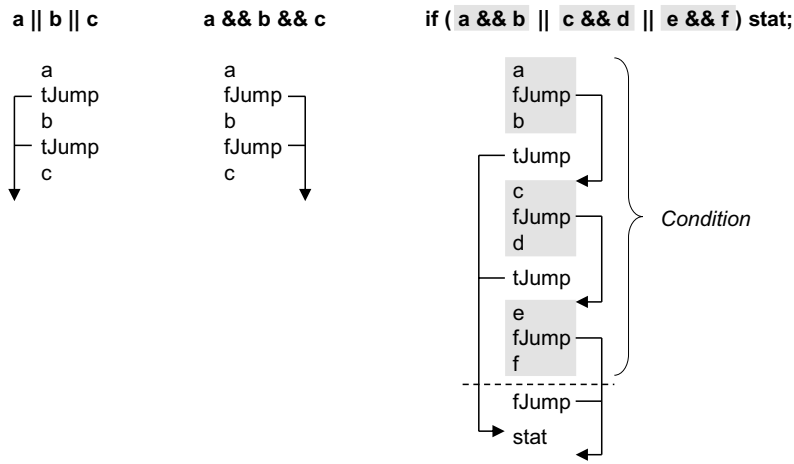 a || b || c
a
tJump
b
tJump
c
a && b && c
a
fJump
b
fJump
c
if ( a && b || c && d || e && f ) stat;
a
fJump
b
tJump
c
fJump
d
tJump
e
fJump
f
fJump
stat
Condition